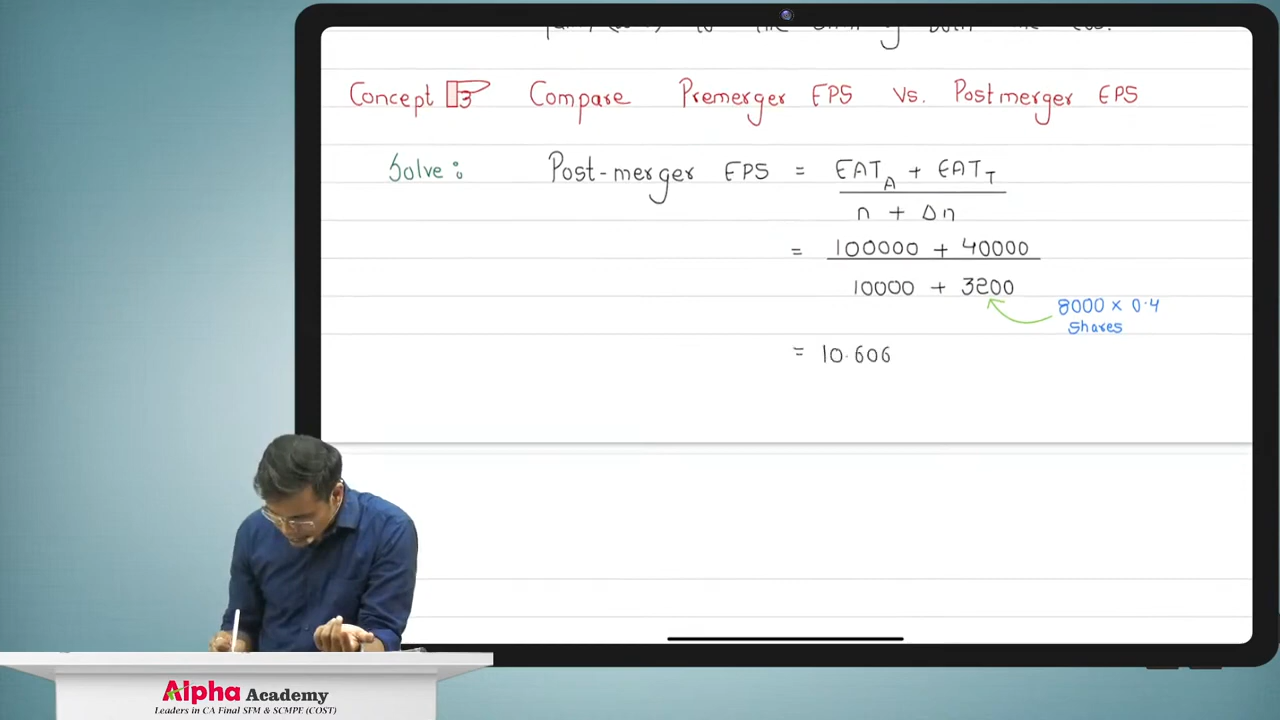 Concept 3 Compare Premerger EPS Vs. Postmerger EPS
Solve: Post-merger EPS = EAT_A + EAT_T
n + Δn
= 100000 + 40000
10000 + 3200
8000 × 0.4
Shares
= 10.606
Alpha Academy
Leaders in CA Final SFM & SCMPE (COST)